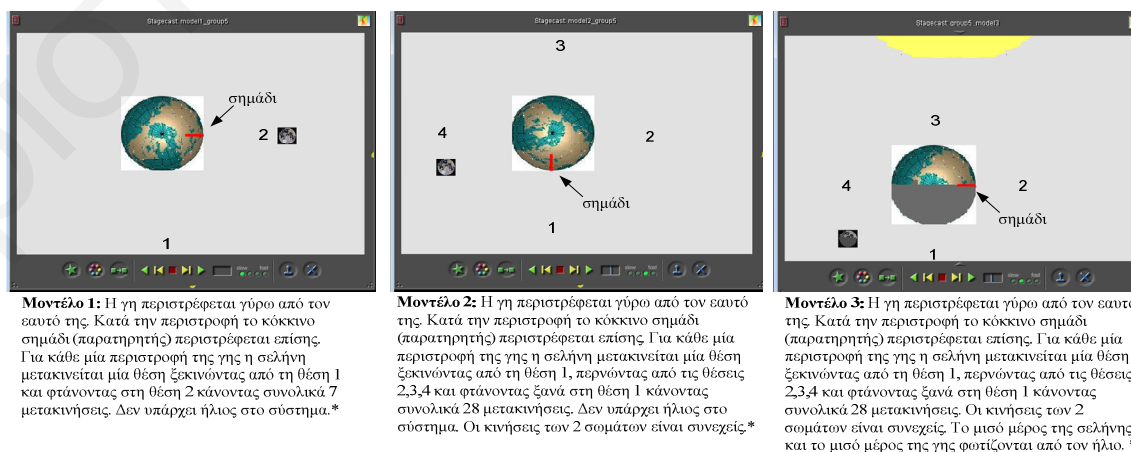 Stagecast: model1_group5
σημάδι
2
1
slow fast
Μοντέλο 1: Η γη περιστρέφεται γύρω από τον
εαυτό της. Κατά την περιστροφή το κόκκινο
σημάδι (παρατηρητής) περιστρέφεται επίσης.
Για κάθε μία περιστροφή της γης η σελήνη
μετακινείται μία θέση ξεκινώντας από τη θέση 1
και φτάνοντας στη θέση 2 κάνοντας συνολικά 7
μετακινήσεις. Δεν υπάρχει ήλιος στο σύστημα.*
Stagecast: model2_group5
3
4
2
σημάδι
1
slow fast
Μοντέλο 2: Η γη περιστρέφεται γύρω από τον εαυτό
της. Κατά την περιστροφή το κόκκινο σημάδι
(παρατηρητής) περιστρέφεται επίσης. Για κάθε μία
περιστροφή της γης η σελήνη μετακινείται μία θέση
ξεκινώντας από τη θέση 1, περνώντας από τις θέσεις
2,3,4 και φτάνοντας ξανά στη θέση 1 κάνοντας
συνολικά 28 μετακινήσεις. Δεν υπάρχει ήλιος στο
σύστημα. Οι κινήσεις των 2 σωμάτων είναι συνεχείς.*
Stagecast: group5_model3
3
4
2
σημάδι
1
slow fast
Μοντέλο 3: Η γη περιστρέφεται γύρω από τον εαυτό
της. Κατά την περιστροφή το κόκκινο σημάδι
(παρατηρητής) περιστρέφεται επίσης. Για κάθε μία
περιστροφή της γης η σελήνη μετακινείται μία θέση
ξεκινώντας από τη θέση 1, περνώντας από τις θέσεις
2,3,4 και φτάνοντας ξανά στη θέση 1 κάνοντας
συνολικά 28 μετακινήσεις. Οι κινήσεις των 2
σωμάτων είναι συνεχείς. Το μισό μέρος της σελήνης
και το μισό μέρος της γης φωτίζονται από τον ήλιο.